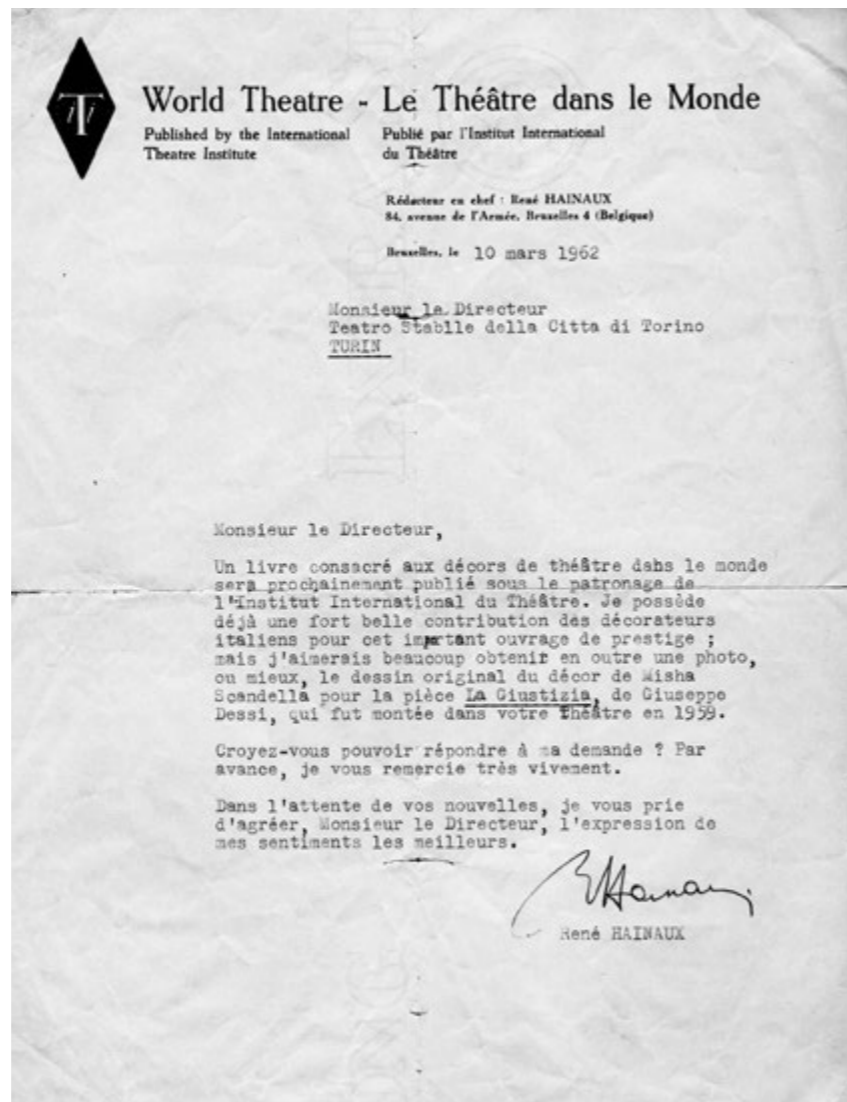 iTi
World Theatre - Le Théâtre dans le Monde
Published by the International Theatre Institute
Publié par l'Institut International du Théâtre
Rédacteur en chef : René HAINAUX
84, avenue de l'Armée, Bruxelles 4 (Belgique)
Bruxelles, le 10 mars 1962
Monsieur le Directeur
Teatro Stablle della Citta di Torino
TURIN
Monsieur le Directeur,
Un livre consacré aux décors de théâtre dabs le monde
sera prochainement publié sous le patronage de
l'Institut International du Théâtre. Je possède
déjà une fort belle contribution des décorateurs
italiens pour cet important ouvrage de prestige ;
mais j'aimerais beaucoup obtenir en outre une photo,
ou mieux, le dessin original du décor de Misha
Scandella pour la pièce La Giustizia, de Giuseppe
Dessi, qui fut montée dans votre Théâtre en 1959.
Croyez-vous pouvoir répondre à ma demande ? Par
avance, je vous remercie très vivement.
Dans l'attente de vos nouvelles, je vous prie
d'agréer, Monsieur le Directeur, l'expression de
mes sentiments les meilleurs.
RHainaux
René HAINAUX